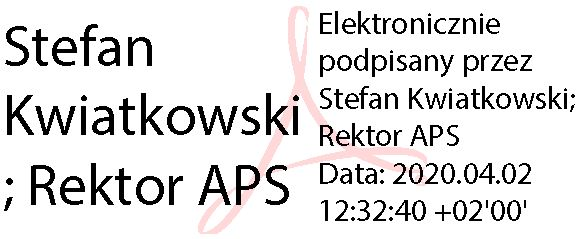 Stefan
Kwiatkowski
; Rektor APS
Elektronicznie
podpisany przez
Stefan Kwiatkowski;
Rektor APS
Data: 2020.04.02
12:32:40 +02'00'